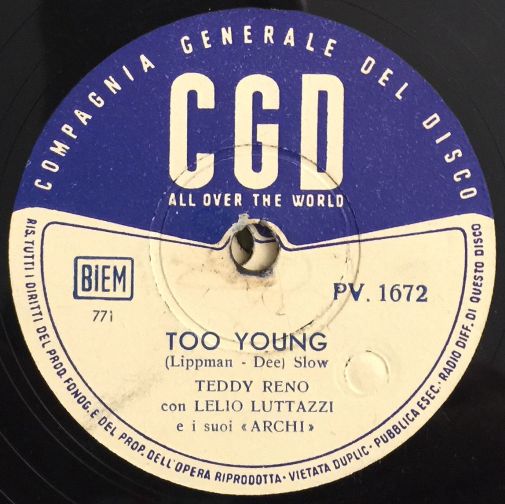 COMPAGNIA GENERALE DEL DISCO
CGD
ALL OVER THE WORLD
BIEM
771
PV. 1672
TOO YOUNG
(Lippman - Dee) Slow
TEDDY RENO
con LELIO LUTTAZZI
e i suoi «ARCHI»
RIS. TUTTI I DIRITTI DEL PROD. FONOG. E DEL PROP. DELL'OPERA RIPRODOTTA - VIETATA DUPLIC. - PUBBLICA ESEC. - RADIO DIFF. DI QUESTO DISCO